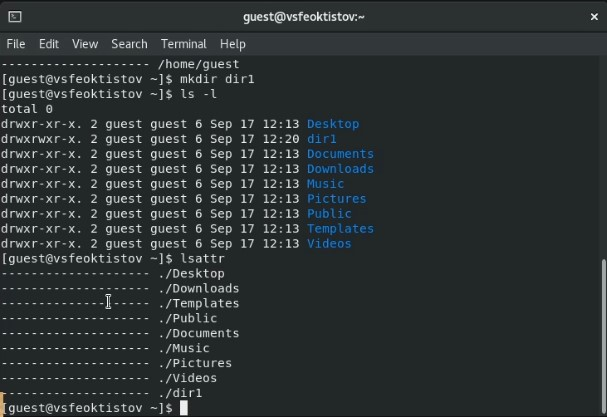 guest@vsfeoktistov:~
File Edit View Search Terminal Help
-------------------- /home/guest
[guest@vsfeoktistov ~]$ mkdir dir1
[guest@vsfeoktistov ~]$ ls -l
total 0
drwxr-xr-x. 2 guest guest 6 Sep 17 12:13 Desktop
drwxrwxr-x. 2 guest guest 6 Sep 17 12:20 dir1
drwxr-xr-x. 2 guest guest 6 Sep 17 12:13 Documents
drwxr-xr-x. 2 guest guest 6 Sep 17 12:13 Downloads
drwxr-xr-x. 2 guest guest 6 Sep 17 12:13 Music
drwxr-xr-x. 2 guest guest 6 Sep 17 12:13 Pictures
drwxr-xr-x. 2 guest guest 6 Sep 17 12:13 Public
drwxr-xr-x. 2 guest guest 6 Sep 17 12:13 Templates
drwxr-xr-x. 2 guest guest 6 Sep 17 12:13 Videos
[guest@vsfeoktistov ~]$ lsattr
-------------------- ./Desktop
-------------------- ./Downloads
-------------------- ./Templates
-------------------- ./Public
-------------------- ./Documents
-------------------- ./Music
-------------------- ./Pictures
-------------------- ./Videos
-------------------- ./dir1
[guest@vsfeoktistov ~]$